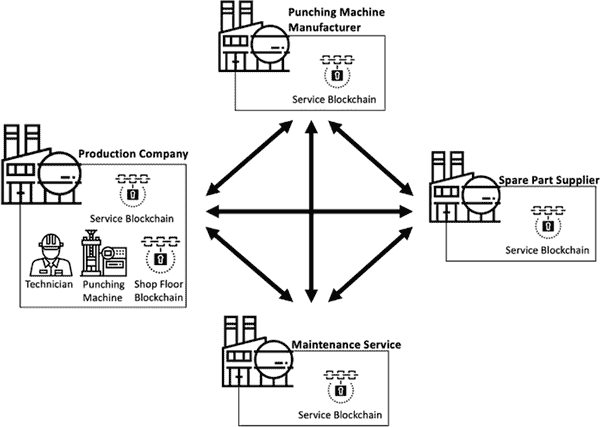 Punching Machine
Manufacturer
Service Blockchain
Production Company
Service Blockchain
Technician
Punching
Machine
Shop Floor
Blockchain
Spare Part Supplier
Service Blockchain
Maintenance Service
Service Blockchain